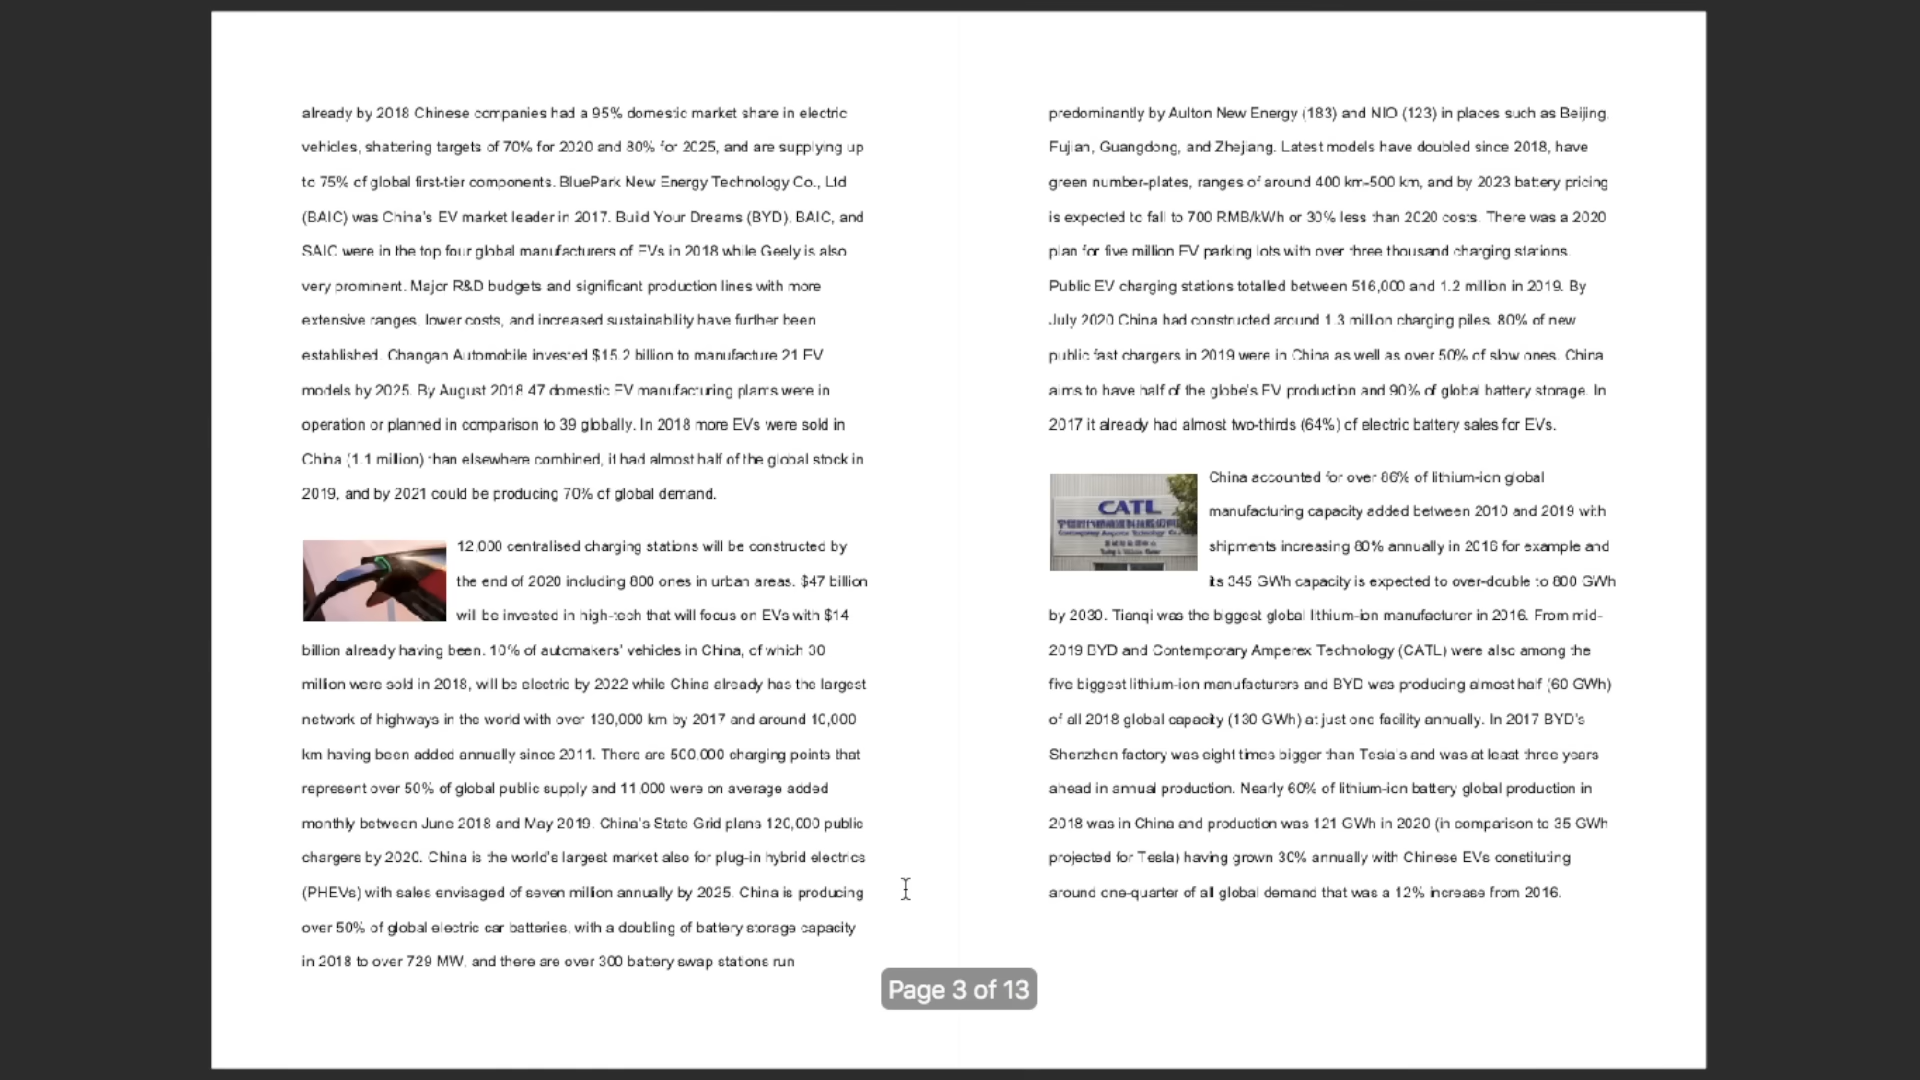 already by 2018 Chinese companies had a 95% domestic market share in electric
vehicles, shattering targets of 70% for 2020 and 80% for 2025, and are supplying up
to 75% of global first-tier components. BluePark New Energy Technology Co., Ltd
(BAIC) was China's EV market leader in 2017. Build Your Dreams (BYD), BAIC, and
SAIC were in the top four global manufacturers of EVs in 2018 while Geely is also
very prominent. Major R&D budgets and significant production lines with more
extensive ranges, lower costs, and increased sustainability have further been
established. Changan Automobile invested $15.2 billion to manufacture 21 EV
models by 2025. By August 2018 47 domestic EV manufacturing plants were in
operation or planned in comparison to 39 globally. In 2018 more EVs were sold in
China (1.1 million) than elsewhere combined, it had almost half of the global stock in
2019, and by 2021 could be producing 70% of global demand.
12,000 centralised charging stations will be constructed by
the end of 2020 including 800 ones in urban areas. $47 billion
will be invested in high-tech that will focus on EVs with $14
billion already having been. 10% of automakers' vehicles in China, of which 30
million were sold in 2018, will be electric by 2022 while China already has the largest
network of highways in the world with over 130,000 km by 2017 and around 10,000
km having been added annually since 2011. There are 500,000 charging points that
represent over 50% of global public supply and 11,000 were on average added
monthly between June 2018 and May 2019. China's State Grid plans 120,000 public
chargers by 2020. China is the world's largest market also for plug-in hybrid electrics
(PHEVs) with sales envisaged of seven million annually by 2025. China is producing
over 50% of global electric car batteries, with a doubling of battery storage capacity
in 2018 to over 729 MW, and there are over 300 battery swap stations run
predominantly by Aulton New Energy (183) and NIO (123) in places such as Beijing,
Fujian, Guangdong, and Zhejiang. Latest models have doubled since 2018, have
green number-plates, ranges of around 400 km-500 km, and by 2023 battery pricing
is expected to fall to 700 RMB/kWh or 30% less than 2020 costs. There was a 2020
plan for five million EV parking lots with over three thousand charging stations.
Public EV charging stations totalled between 516,000 and 1.2 million in 2019. By
July 2020 China had constructed around 1.3 million charging piles. 80% of new
public fast chargers in 2019 were in China as well as over 50% of slow ones. China
aims to have half of the globe's EV production and 90% of global battery storage. In
2017 it already had almost two-thirds (64%) of electric battery sales for EVs.
CATL
China accounted for over 86% of lithium-ion global
manufacturing capacity added between 2010 and 2019 with
shipments increasing 80% annually in 2016 for example and
its 345 GWh capacity is expected to over-double to 800 GWh
by 2030. Tianqi was the biggest global lithium-ion manufacturer in 2016. From mid-
2019 BYD and Contemporary Amperex Technology (CATL) were also among the
five biggest lithium-ion manufacturers and BYD was producing almost half (60 GWh)
of all 2018 global capacity (130 GWh) at just one facility annually. In 2017 BYD's
Shenzhen factory was eight times bigger than Tesla's and was at least three years
ahead in annual production. Nearly 60% of lithium-ion battery global production in
2018 was in China and production was 121 GWh in 2020 (in comparison to 35 GWh
projected for Tesla) having grown 30% annually with Chinese EVs constituting
around one-quarter of all global demand that was a 12% increase from 2016.
Page 3 of 13